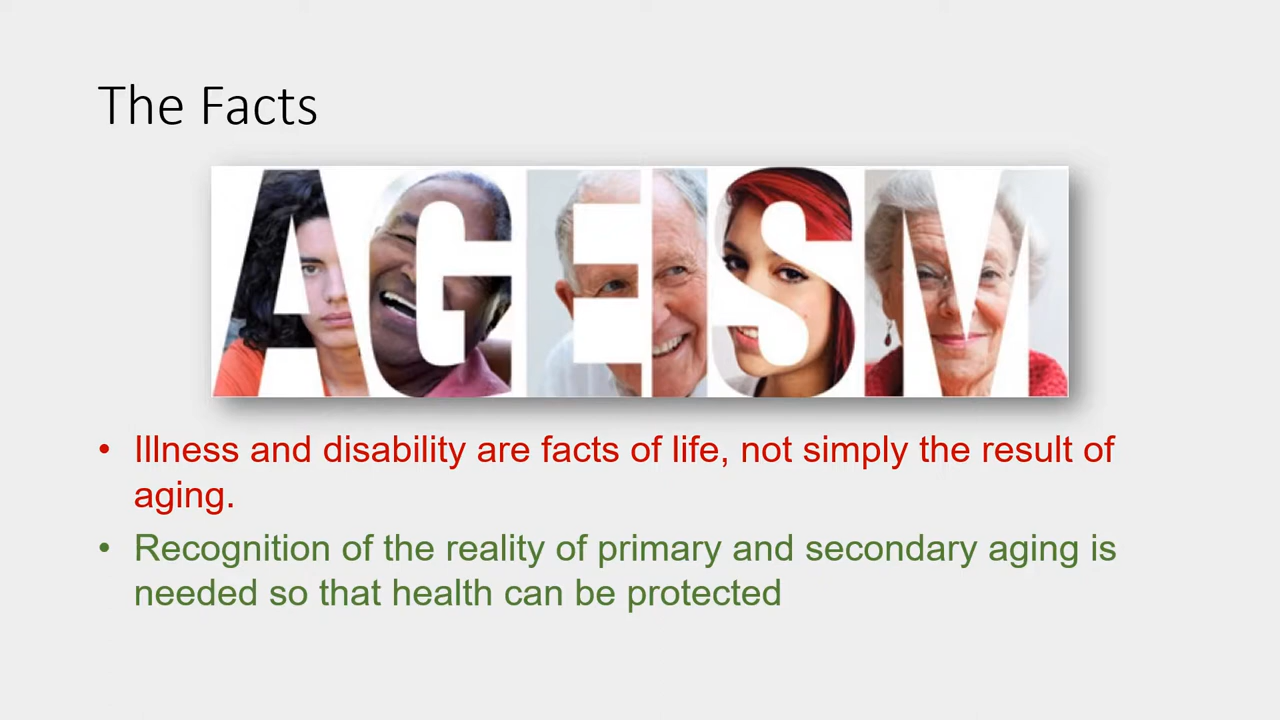 The Facts
AGEISM
• Illness and disability are facts of life, not simply the result of
aging.
• Recognition of the reality of primary and secondary aging is
needed so that health can be protected